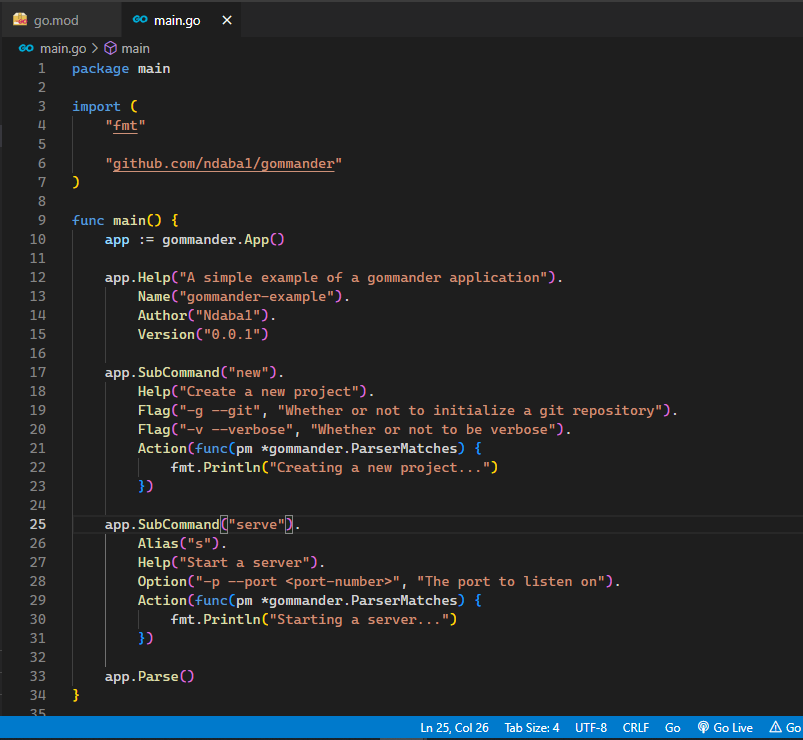 go.mod
main.go
main.go > main
1 package main
2
3 import (
4     "fmt"
5
6     "github.com/ndaba1/gommander"
7 )
8
9 func main() {
10     app := gommander.App()
11
12     app.Help("A simple example of a gommander application").
13         Name("gommander-example").
14         Author("Ndaba1").
15         Version("0.0.1")
16
17     app.SubCommand("new").
18         Help("Create a new project").
19         Flag("-g --git", "Whether or not to initialize a git repository").
20         Flag("-v --verbose", "Whether or not to be verbose").
21         Action(func(pm *gommander.ParserMatches) {
22             fmt.Println("Creating a new project...")
23         })
24
25     app.SubCommand("serve").
26         Alias("s").
27         Help("Start a server").
28         Option("-p --port <port-number>", "The port to listen on").
29         Action(func(pm *gommander.ParserMatches) {
30             fmt.Println("Starting a server...")
31         })
32
33     app.Parse()
34 }
35
Ln 25, Col 26 Tab Size: 4 UTF-8 CRLF Go Go Live Go